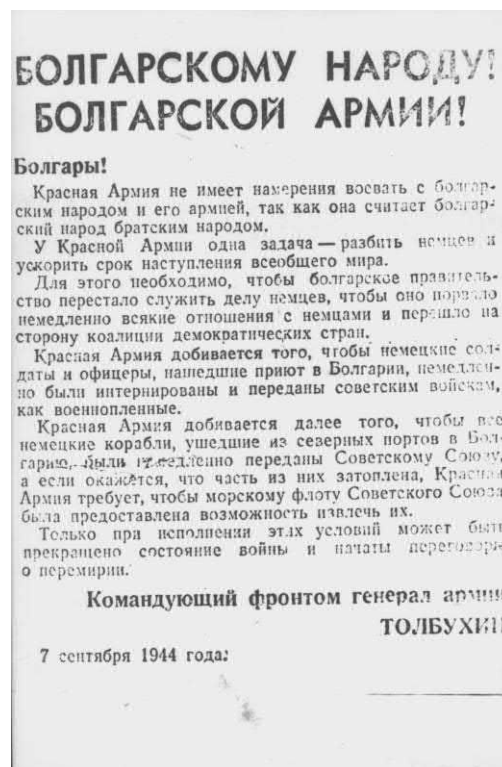 БОЛГАРСКОМУ НАРОДУ!
БОЛГАРСКОЙ АРМИИ!
Болгары!
Красная Армия не имеет намерения воевать с болгар-
ским народом и его армией, так как она считает болгар-
ский народ братским народом.
У Красной Армии одна задача — разбить немцев и
ускорить срок наступления всеобщего мира.
Для этого необходимо, чтобы болгарское правитель-
ство перестало служить делу немцев, чтобы оно порвало
немедленно всякие отношения с немцами и перешло на
сторону коалиции демократических стран.
Красная Армия добивается того, чтобы немецкие сол-
даты и офицеры, нашедшие приют в Болгарии, немедлен-
но были интернированы и переданы советским войскам,
как военнопленные.
Красная Армия добивается далее того, чтобы все
немецкие корабли, ушедшие из северных портов в Бол-
гарию, были немедленно переданы Советскому Союзу,
а если окажется, что часть из них затоплена, Красная
Армия требует, чтобы морскому флоту Советского Союза
была предоставлена возможность извлечь их.
Только при исполнении этих условий может быть
прекращено состояние войны и начаты переговоры
о перемирии.
Командующий фронтом генерал армии
ТОЛБУХИН
7 сентября 1944 года: